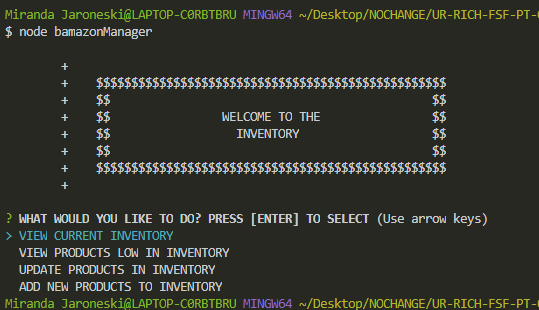 Miranda Jaroneski@LAPTOP-C0RBTBRU MINGW64 ~/Desktop/NOCHANGE/UR-RICH-FSF-PT-
$ node bamazonManager
+
+ $$$$$$$$$$$$$$$$$$$$$$$$$$$$$$$$$$$$$$$$$$$$$$$$$$
+ $$ $$
+ $$ WELCOME TO THE $$
+ $$ INVENTORY $$
+ $$ $$
+ $$$$$$$$$$$$$$$$$$$$$$$$$$$$$$$$$$$$$$$$$$$$$$$$$$
+
? WHAT WOULD YOU LIKE TO DO? PRESS [ENTER] TO SELECT (Use arrow keys)
> VIEW CURRENT INVENTORY
VIEW PRODUCTS LOW IN INVENTORY
UPDATE PRODUCTS IN INVENTORY
ADD NEW PRODUCTS TO INVENTORY
Miranda Jaroneski@LAPTOP-C0RBTBRU MINGW64 ~/Desktop/NOCHANGE/UR-RICH-FSF-PT-